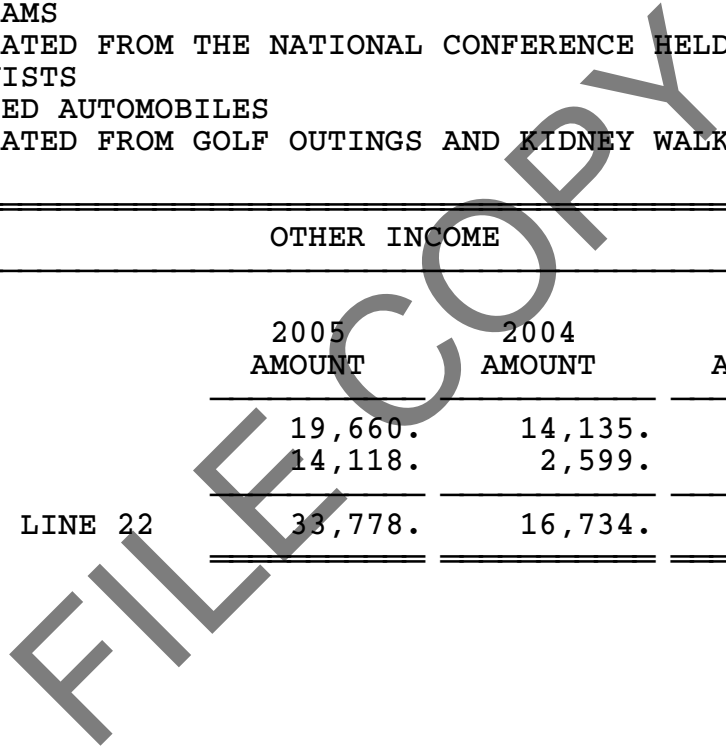 AMS
ATED FROM THE NATIONAL CONFERENCE HELD
ISTS
ED AUTOMOBILES
ATED FROM GOLF OUTINGS AND KIDNEY WALK
OTHER INCOME
2005 2004
AMOUNT AMOUNT A
19,660. 14,135.
14,118. 2,599.
LINE 22 33,778. 16,734.
FILE COPY